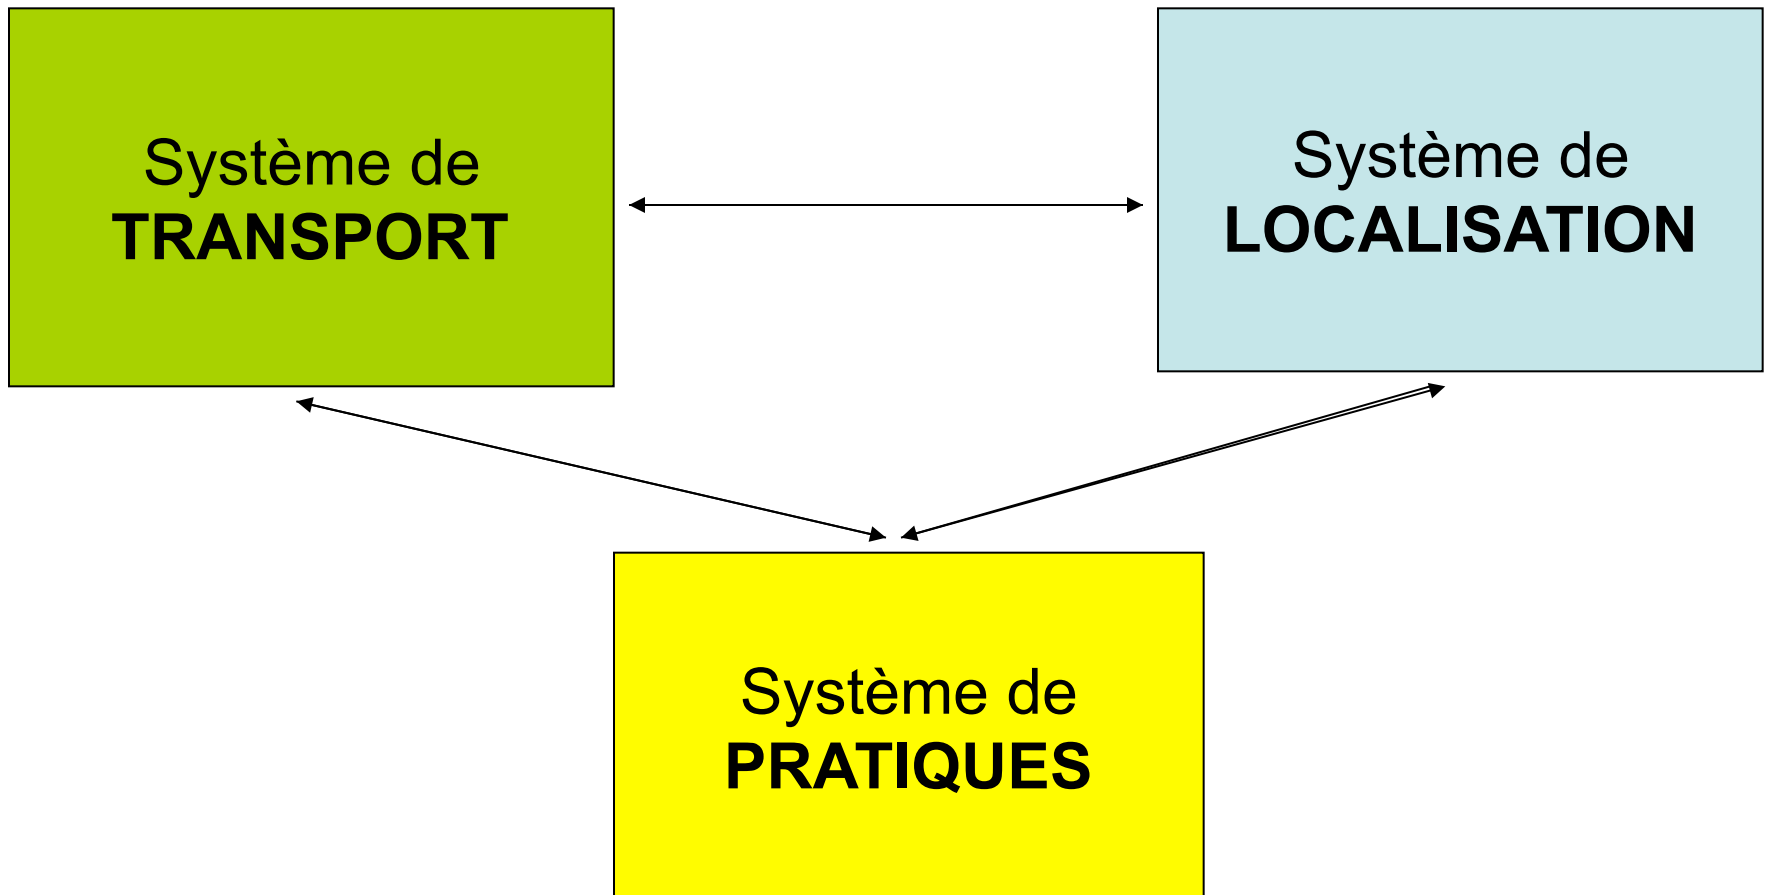 Système de
TRANSPORT
Système de
LOCALISATION
Système de
PRATIQUES